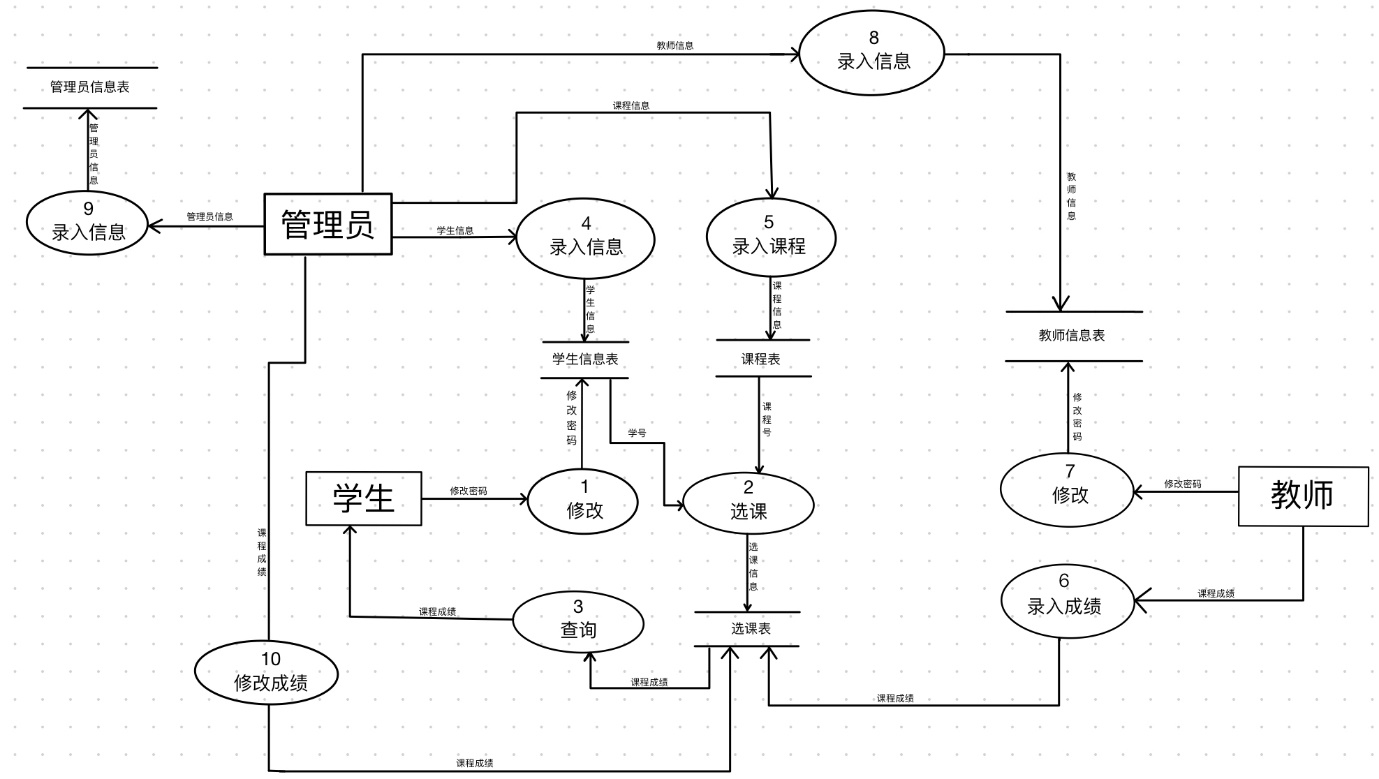 8
录入信息
教师信息
管理员信息表
课程信息
管理员信息
教师信息
9
录入信息
管理员信息
管理员
学生信息
4
录入信息
5
录入课程
学生信息
课程信息
教师信息表
学生信息表
课程表
修改密码
学号
课程号
修改密码
学生
修改密码
1
修改
2
选课
7
修改
修改密码
教师
课程成绩
选课信息
3
查询
课程成绩
6
录入成绩
课程成绩
选课表
10
修改成绩
课程成绩
课程成绩
课程成绩